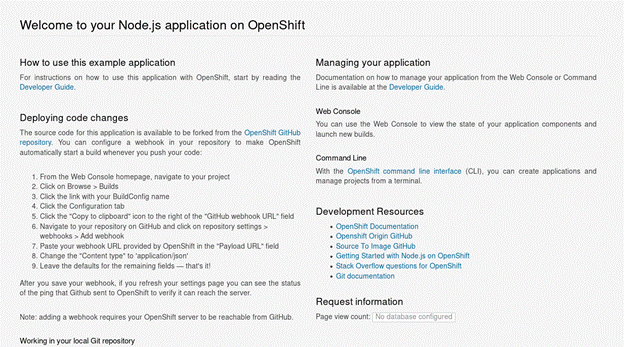 Welcome to your Node.js application on OpenShift
How to use this example application
For instructions on how to use this application with OpenShift, start by reading the
Developer Guide.
Deploying code changes
The source code for this application is available to be forked from the OpenShift GitHub
repository. You can configure a webhook in your repository to make OpenShift
automatically start a build whenever you push your code:
1. From the Web Console homepage, navigate to your project
2. Click on Browse > Builds
3. Click the link with your BuildConfig name
4. Click the Configuration tab
5. Click the "Copy to clipboard" icon to the right of the "GitHub webhook URL" field
6. Navigate to your repository on GitHub and click on repository settings >
webhooks > Add webhook
7. Paste your webhook URL provided by OpenShift in the "Payload URL" field
8. Change the "Content type" to 'application/json'
9. Leave the defaults for the remaining fields — that's it!
After you save your webhook, if you refresh your settings page you can see the status
of the ping that Github sent to OpenShift to verify it can reach the server.
Note: adding a webhook requires your OpenShift server to be reachable from GitHub.
Working in your local Git repository
Managing your application
Documentation on how to manage your application from the Web Console or Command
Line is available at the Developer Guide.
Web Console
You can use the Web Console to view the state of your application components and
launch new builds.
Command Line
With the OpenShift command line interface (CLI), you can create applications and
manage projects from a terminal.
Development Resources
• OpenShift Documentation
• Openshift Origin GitHub
• Source To Image GitHub
• Getting Started with Node.js on OpenShift
• Stack Overflow questions for OpenShift
• Git documentation
Request information
Page view count: No database configured